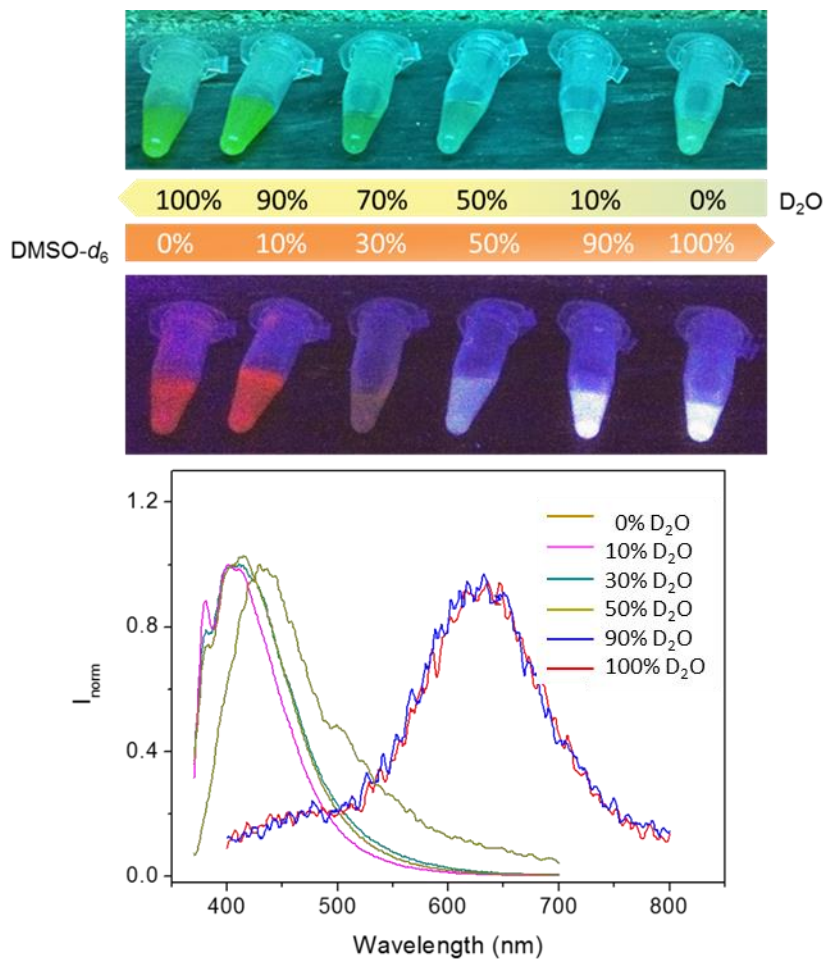 100% 90% 70% 50% 10% 0% D₂O
DMSO-d₆ 0% 10% 30% 50% 90% 100%
1.2
0.8
0.4
0.0
I norm
0% D₂O
10% D₂O
30% D₂O
50% D₂O
90% D₂O
100% D₂O
400 500 600 700 800
Wavelength (nm)